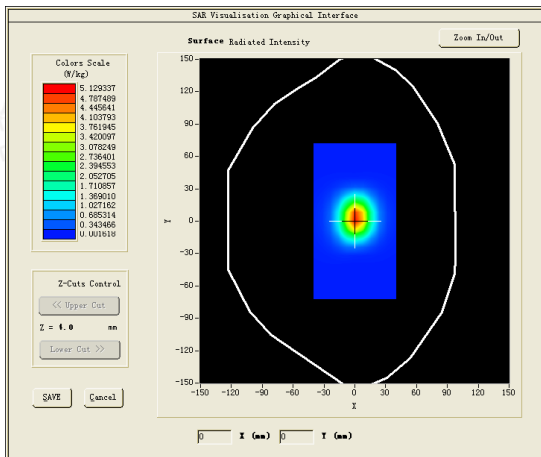 SAR Visualisation Graphical Interface
Surface Radiated Intensity
Zoom In/Out
Colors Scale
(W/kg)
5.129337
4.787489
4.445641
4.103793
3.761945
3.420097
3.078249
2.736401
2.394553
2.052705
1.710857
1.369010
1.027162
0.685314
0.343466
0.001618
150
120
90
60
30
0
-30
-60
-90
-120
-150
Y
-150 -120 -90 -60 -30 0 30 60 90 120 150
X
Z-Cuts Control
<< Upper Cut
Z = 4.0 mm
Lower Cut >>
SAVE Cancel
0 X (mm) 0 Y (mm)